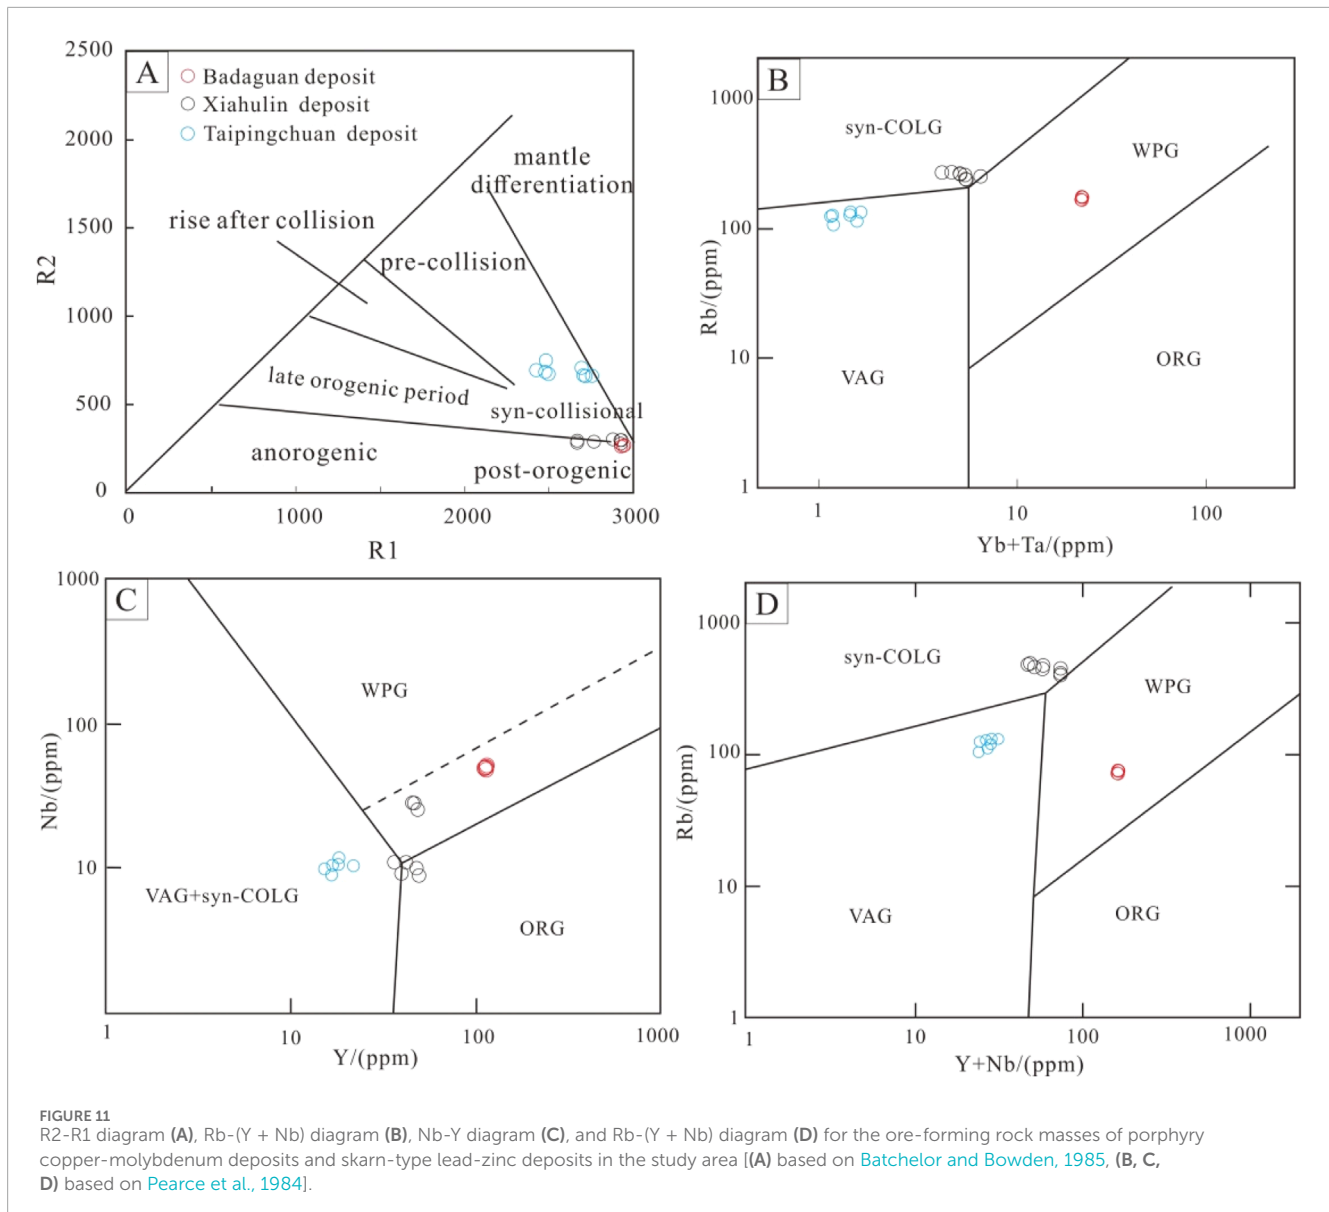 2500
A
Badaguan deposit
Xiahulin deposit
Taipingchuan deposit
2000
mantle
differentiation
rise after collision
1500
pre-collision
R2
1000
late orogenic period
500
syn-collisional
anorogenic
post-orogenic
0
0
1000
2000
3000
R1
B
1000
syn-COLG
WPG
100
Rb/(ppm)
10
VAG
ORG
1
1
10
100
Yb+Ta/(ppm)
1000
C
WPG
100
Nb/(ppm)
10
VAG+syn-COLG
ORG
1
10
100
1000
Y/(ppm)
D
1000
syn-COLG
WPG
100
Rb/(ppm)
10
VAG
ORG
1
1
10
100
1000
Y+Nb/(ppm)
FIGURE 11
R2-R1 diagram (A), Rb-(Y + Nb) diagram (B), Nb-Y diagram (C), and Rb-(Y + Nb) diagram (D) for the ore-forming rock masses of porphyry
copper-molybdenum deposits and skarn-type lead-zinc deposits in the study area [(A) based on Batchelor and Bowden, 1985, (B, C,
D) based on Pearce et al., 1984].